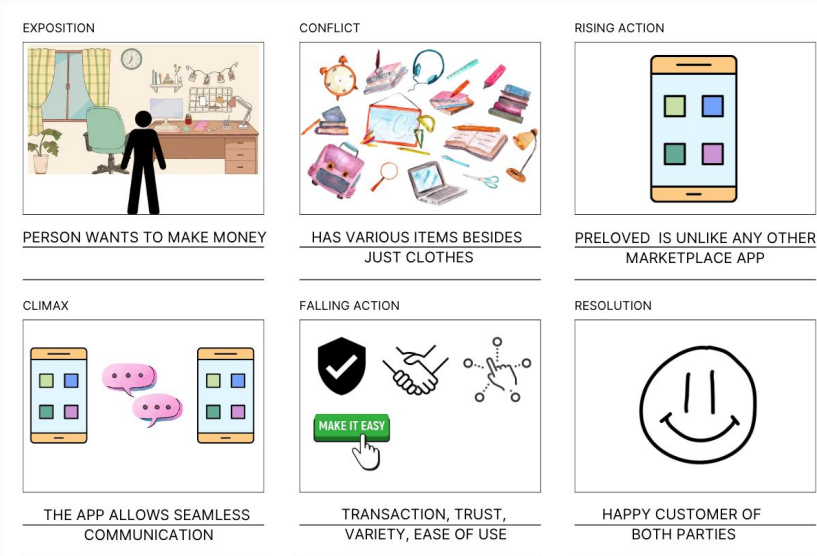 EXPOSITION
PERSON WANTS TO MAKE MONEY
CONFLICT
HAS VARIOUS ITEMS BESIDES
JUST CLOTHES
RISING ACTION
PRELOVED IS UNLIKE ANY OTHER
MARKETPLACE APP
CLIMAX
THE APP ALLOWS SEAMLESS
COMMUNICATION
FALLING ACTION
MAKE IT EASY
TRANSACTION, TRUST,
VARIETY, EASE OF USE
RESOLUTION
HAPPY CUSTOMER OF
BOTH PARTIES